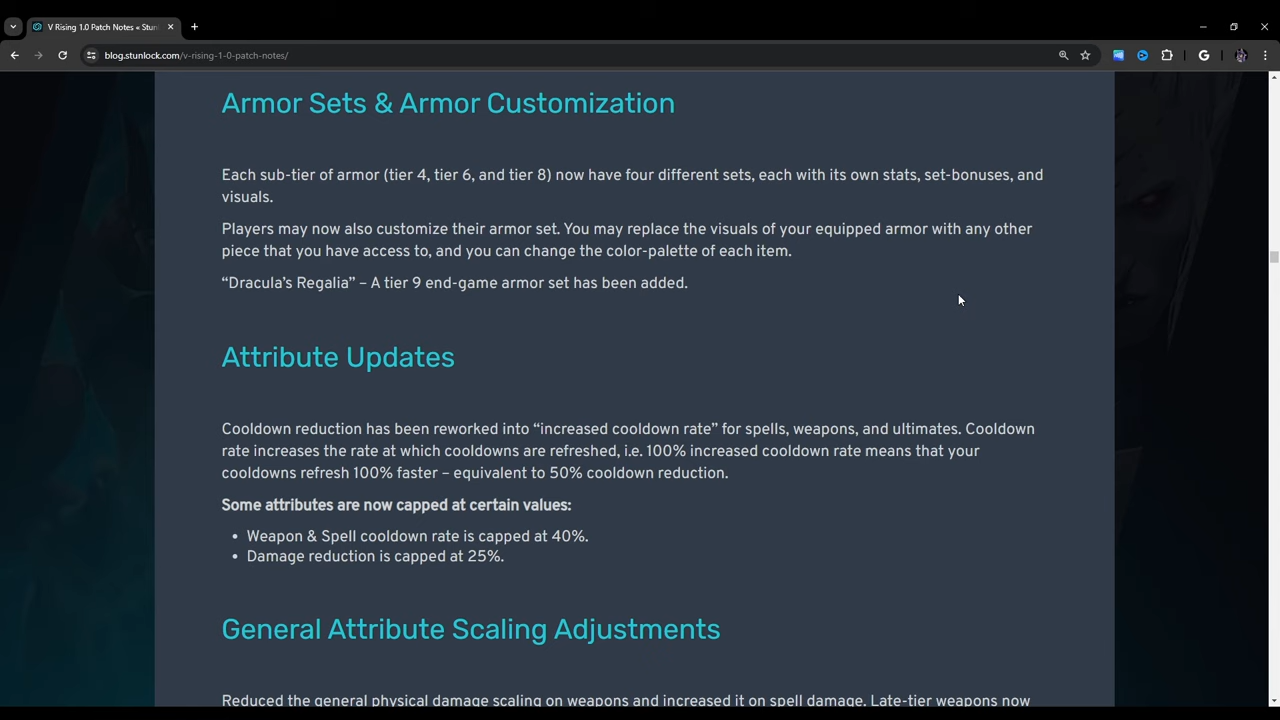 V Rising 1.0 Patch Notes « Stun
blog.stunlock.com/v-rising-1-0-patch-notes/
Armor Sets & Armor Customization
Each sub-tier of armor (tier 4, tier 6, and tier 8) now have four different sets, each with its own stats, set-bonuses, and
visuals.
Players may now also customize their armor set. You may replace the visuals of your equipped armor with any other
piece that you have access to, and you can change the color-palette of each item.
“Dracula’s Regalia” – A tier 9 end-game armor set has been added.
Attribute Updates
Cooldown reduction has been reworked into “increased cooldown rate” for spells, weapons, and ultimates. Cooldown
rate increases the rate at which cooldowns are refreshed, i.e. 100% increased cooldown rate means that your
cooldowns refresh 100% faster – equivalent to 50% cooldown reduction.
Some attributes are now capped at certain values:
• Weapon & Spell cooldown rate is capped at 40%.
• Damage reduction is capped at 25%.
General Attribute Scaling Adjustments
Reduced the general physical damage scaling on weapons and increased it on spell damage. Late-tier weapons now